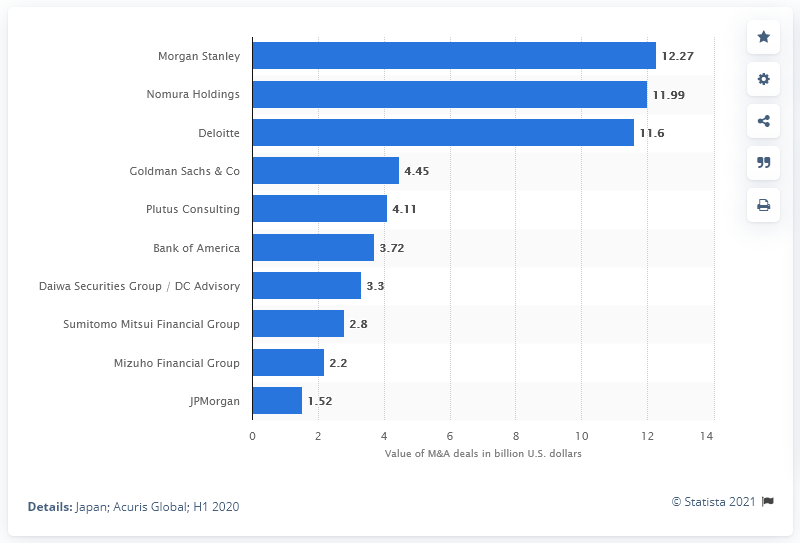 Morgan Stanley 12.27
Nomura Holdings 11.99
Deloitte 11.6
Goldman Sachs & Co 4.45
Plutus Consulting 4.11
Bank of America 3.72
Daiwa Securities Group / DC Advisory 3.3
Sumitomo Mitsui Financial Group 2.8
Mizuho Financial Group 2.2
JPMorgan 1.52
0 2 4 6 8 10 12 14
Value of M&A deals in billion U.S. dollars
© Statista 2021
Details: Japan; Acuris Global; H1 2020